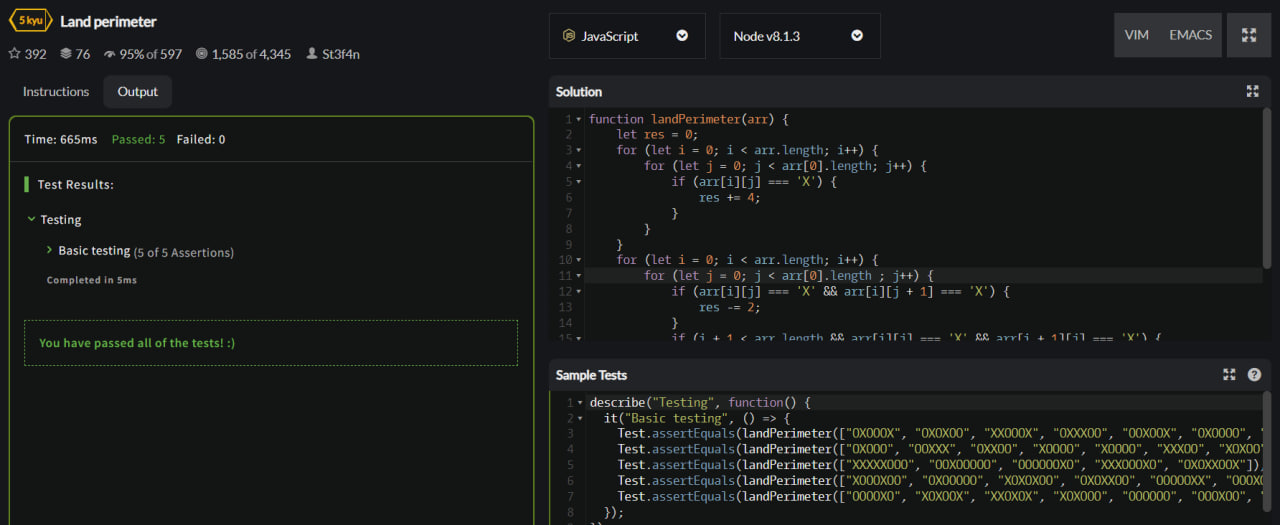 5 kyu Land perimeter
392 76 95% of 597 1,585 of 4,345 St3f4n
Instructions Output
Time: 665ms Passed: 5 Failed: 0
Test Results:
Testing
Basic testing (5 of 5 Assertions)
Completed in 5ms
You have passed all of the tests! :)
JavaScript Node v8.1.3 VIM EMACS
Solution
1 function landPerimeter(arr) {
2 let res = 0;
3 for (let i = 0; i < arr.length; i++) {
4 for (let j = 0; j < arr[0].length; j++) {
5 if (arr[i][j] === 'X') {
6 res += 4;
7 }
8 }
9 }
10 for (let i = 0; i < arr.length; i++) {
11 for (let j = 0; j < arr[0].length ; j++) {
12 if (arr[i][j] === 'X' && arr[i][j + 1] === 'X') {
13 res -= 2;
14 }
15 if (i + 1 < arr.length && arr[i][j] === 'X' && arr[i + 1][j] === 'X') {
Sample Tests
1 describe("Testing", function() {
2 it("Basic testing", () => {
3 Test.assertEquals(landPerimeter(["OXOOOX", "OXOXOO", "XXOOOX", "OXXXOO", "OOXOOX", "OXOOOO", "
4 Test.assertEquals(landPerimeter(["OXOOO", "OOXXX", "OXXOO", "XOOOO", "XOOOO", "XXXOO", "XOXOO"
5 Test.assertEquals(landPerimeter(["XXXXXOOO", "OOXOOOOO", "OOOOOOXO", "XXXOOOXO", "OXOXXOOX"]),
6 Test.assertEquals(landPerimeter(["XOOOXOO", "OXOOOOO", "XOXOXOO", "OXOXXOO", "OOOOOXX", "OOOXO
7 Test.assertEquals(landPerimeter(["OOOOXO", "XOXOOX", "XXOXOX", "XOXOOO", "OOOOOO", "OOOXOO", "
8 });